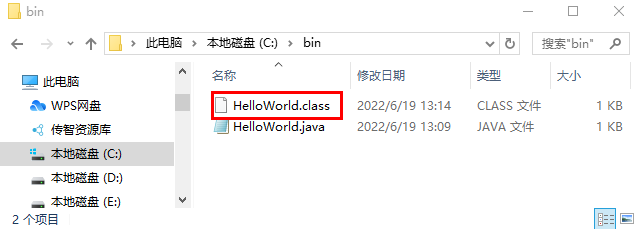 bin
此电脑 本地磁盘 (C:) bin 搜索"bin"
名称 修改日期 类型 大小
此电脑
WPS网盘
传智资源库
本地磁盘 (C:)
本地磁盘 (D:)
本地磁盘 (E:)
HelloWorld.class 2022/6/19 13:14 CLASS 文件 1 KB
HelloWorld.java 2022/6/19 13:09 JAVA 文件 1 KB
2 个项目